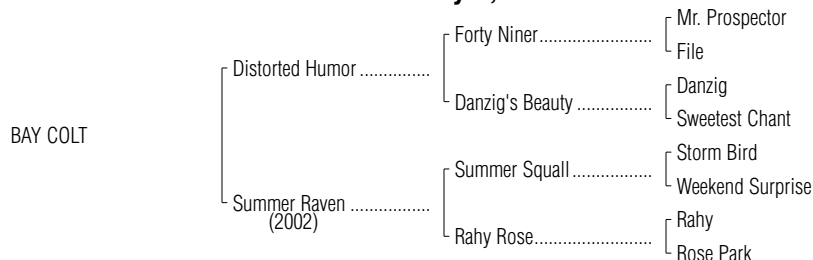 Mr. Prospector
Forty Niner........................
File
Distorted Humor ...............
Danzig
Danzig's Beauty ................
Sweetest Chant
BAY COLT
Storm Bird
Summer Squall.................
Weekend Surprise
Summer Raven .................
(2002)
Rahy
Rahy Rose.........................
Rose Park